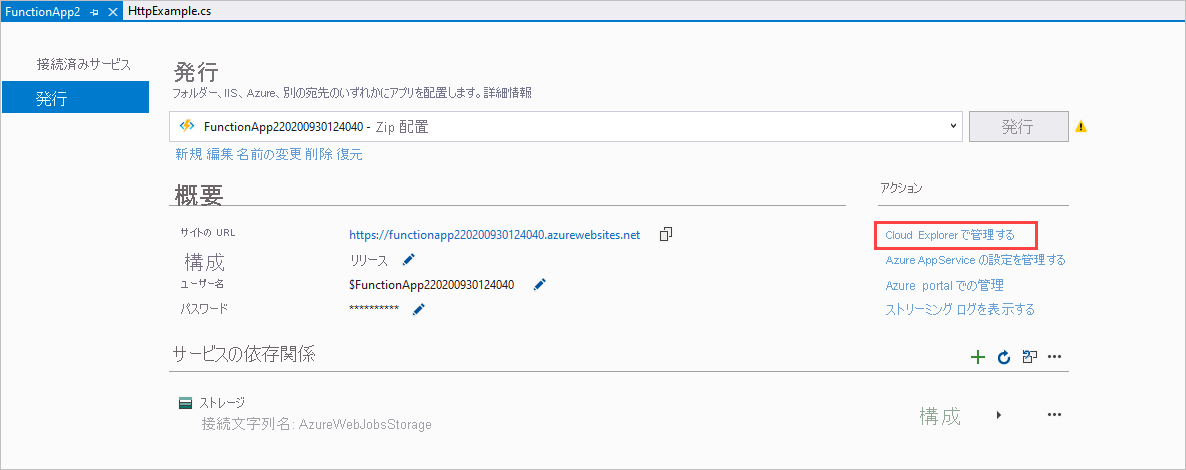 FunctionApp2 HttpExample.cs
接続済みサービス
発行
発行
フォルダー、IIS、Azure、別の宛先のいずれかにアプリを配置します。詳細情報
FunctionApp220200930124040 - Zip 配置
発行
新規 編集 名前の変更 削除 復元
概要
アクション
サイトの URL https://functionapp220200930124040.azurewebsites.net
Cloud Explorer で管理する
構成 リリース
Azure AppService の設定を管理する
ユーザー名 $FunctionApp220200930124040
Azure portal での管理
パスワード **********
ストリーミング ログを表示する
サービスの依存関係
ストレージ
接続文字列名: AzureWebJobsStorage
構成